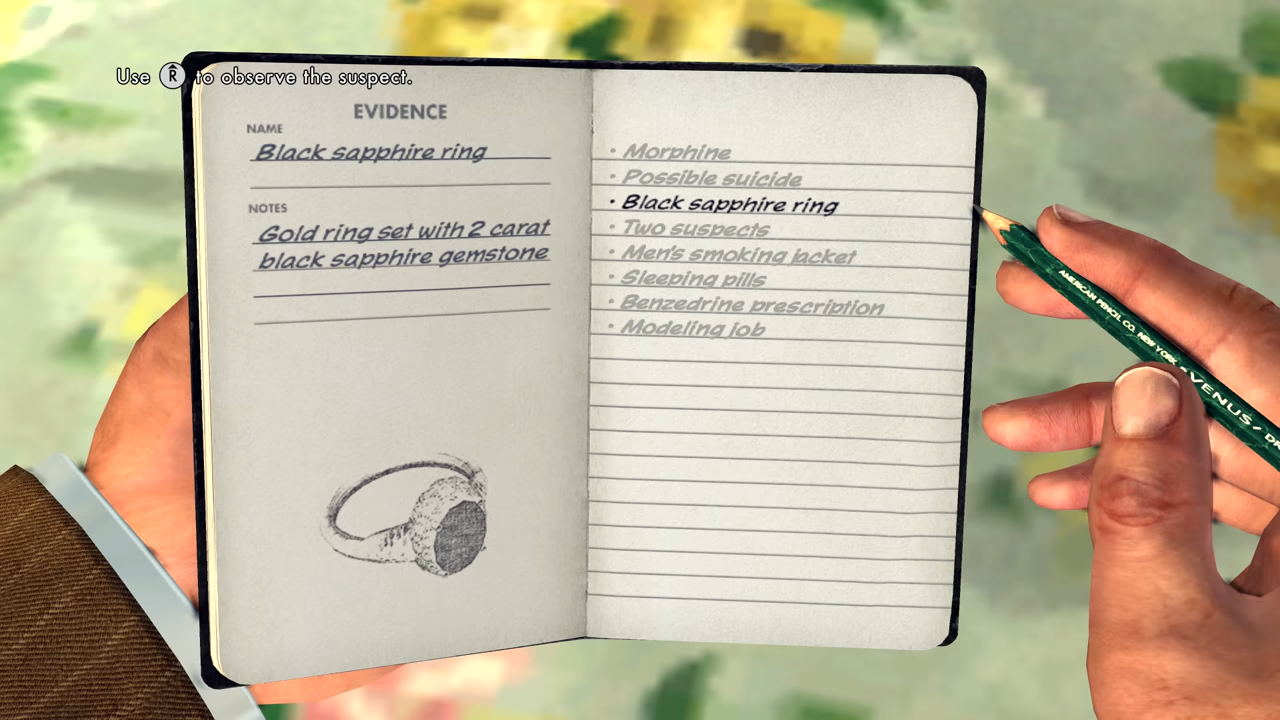 Use R to observe the suspect.
EVIDENCE
NAME
Black sapphire ring
NOTES
Gold ring set with 2 carat
black sapphire gemstone
• Morphine
• Possible suicide
• Black sapphire ring
• Two suspects
• Men's smoking jacket
• Sleeping pills
• Benzedrine prescription
• Modeling job
AMERICAN PENCIL CO. NEW YORK VENUS / DR